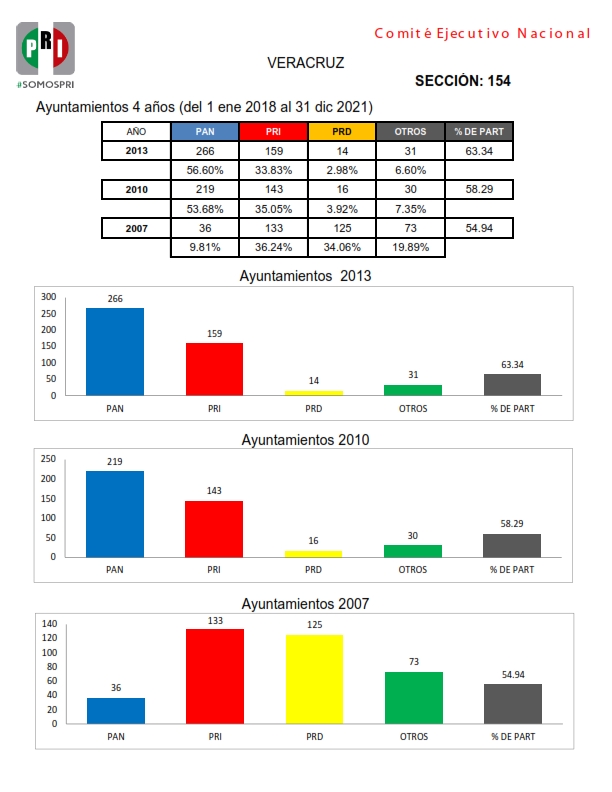 Comité Ejecutivo Nacional
PRI
#SOMOSPRI
VERACRUZ
SECCIÓN: 154
Ayuntamientos 4 años (del 1 ene 2018 al 31 dic 2021)
AÑO PAN PRI PRD OTROS % DE PART
2013 266 159 14 31 63.34
56.60% 33.83% 2.98% 6.60%
2010 219 143 16 30 58.29
53.68% 35.05% 3.92% 7.35%
2007 36 133 125 73 54.94
9.81% 36.24% 34.06% 19.89%
Ayuntamientos 2013
300
250
200
150
100
50
0
266
159
14
31
63.34
PAN PRI PRD OTROS % DE PART
Ayuntamientos 2010
250
200
150
100
50
0
219
143
16
30
58.29
PAN PRI PRD OTROS % DE PART
Ayuntamientos 2007
140
120
100
80
60
40
20
0
36
133
125
73
54.94
PAN PRI PRD OTROS % DE PART